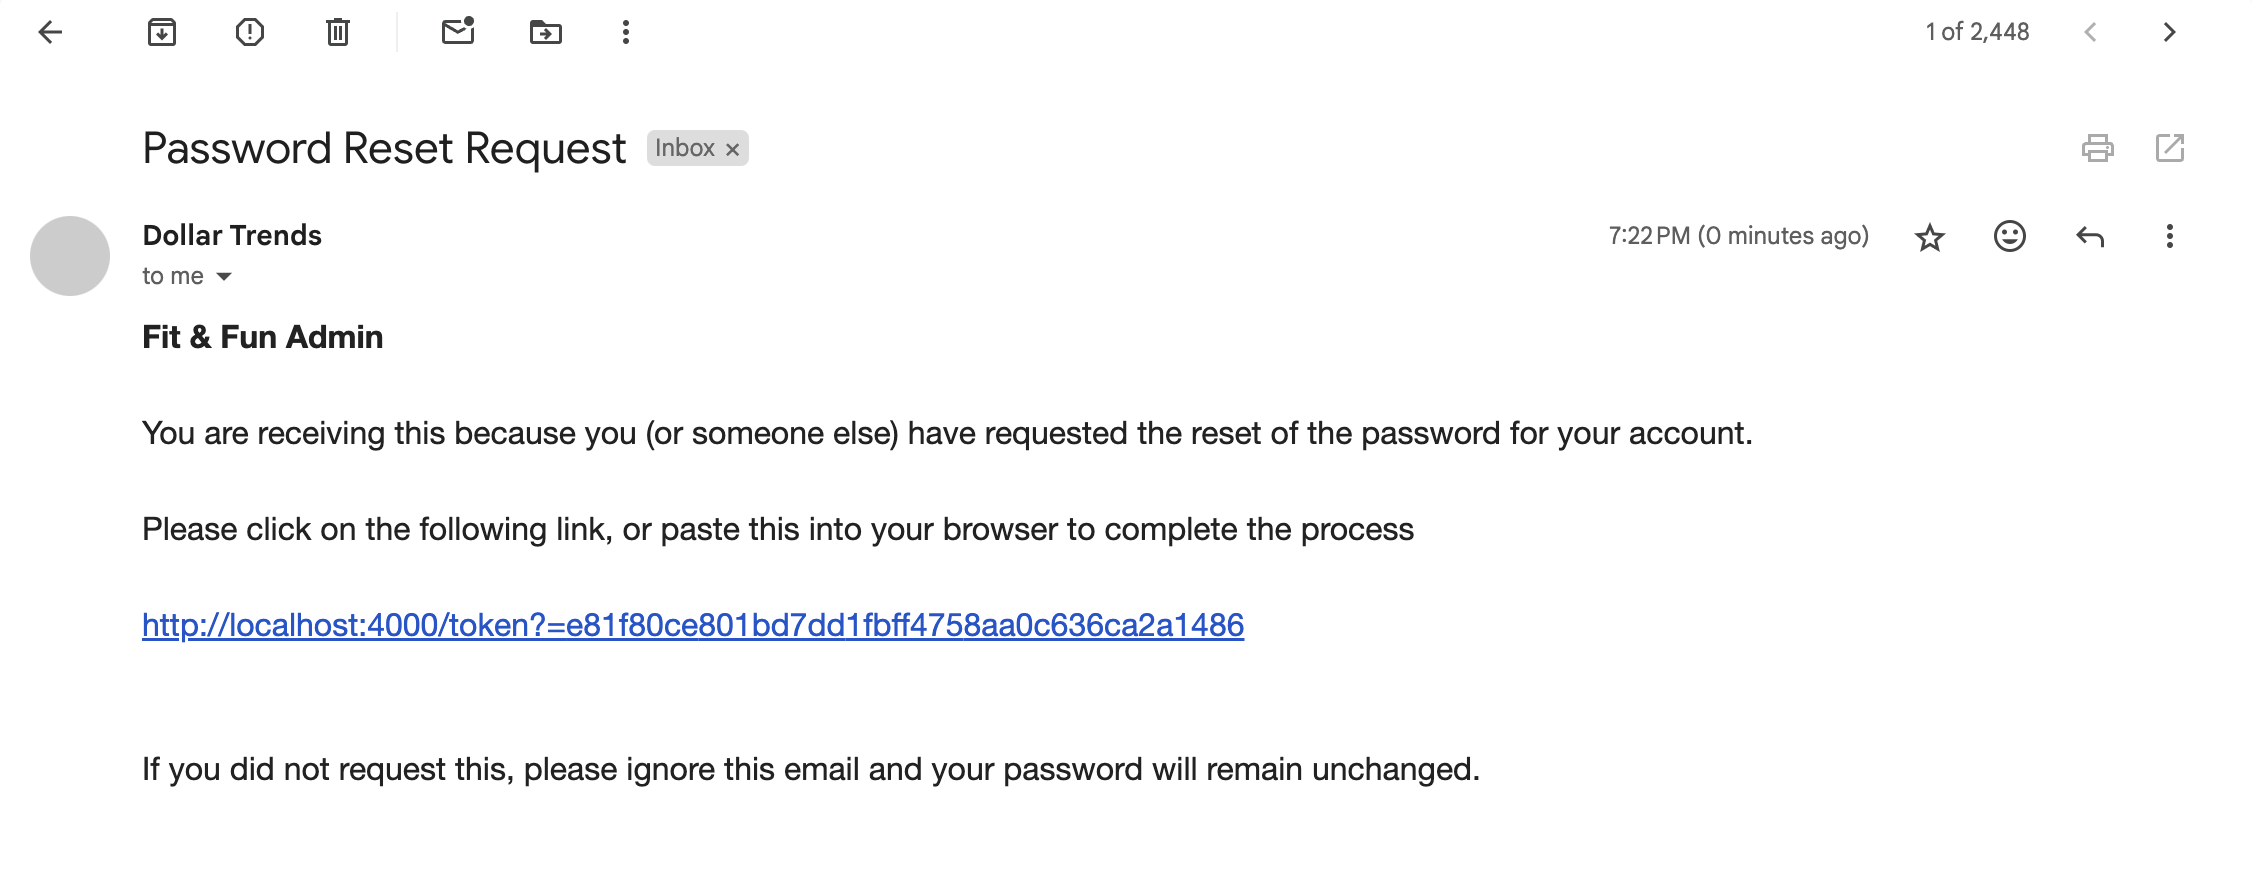 1 of 2,448
Password Reset Request Inbox ×
Dollar Trends 7:22 PM (0 minutes ago)
to me
Fit & Fun Admin
You are receiving this because you (or someone else) have requested the reset of the password for your account.
Please click on the following link, or paste this into your browser to complete the process
http://localhost:4000/token?=e81f80ce801bd7dd1fbff4758aa0c636ca2a1486
If you did not request this, please ignore this email and your password will remain unchanged.